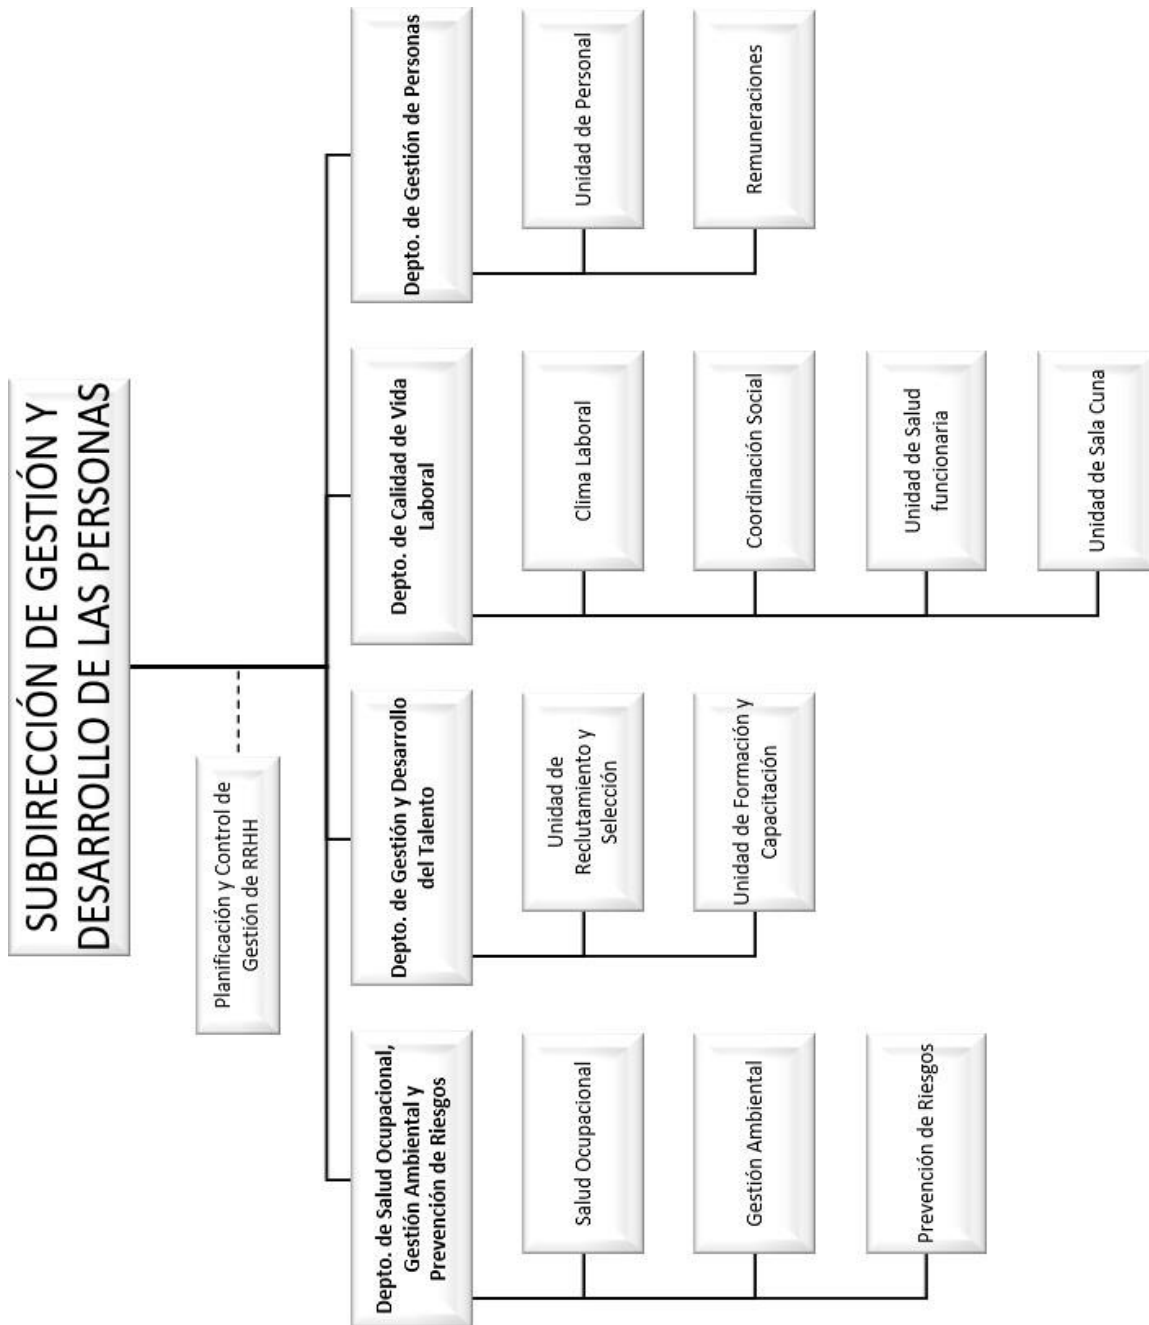 SUBDIRECCIÓN DE GESTIÓN Y
DESARROLLO DE LAS PERSONAS
Planificación y Control de
Gestión de RRHH
Depto. de Salud Ocupacional,
Gestión Ambiental y
Prevención de Riesgos
Salud Ocupacional
Gestión Ambiental
Prevención de Riesgos
Depto. de Gestión y Desarrollo
del Talento
Unidad de
Reclutamiento y
Selección
Unidad de Formación y
Capacitación
Depto. de Calidad de Vida
Laboral
Clima Laboral
Coordinación Social
Unidad de Salud
funcionaria
Unidad de Sala Cuna
Depto. de Gestión de Personas
Unidad de Personal
Remuneraciones